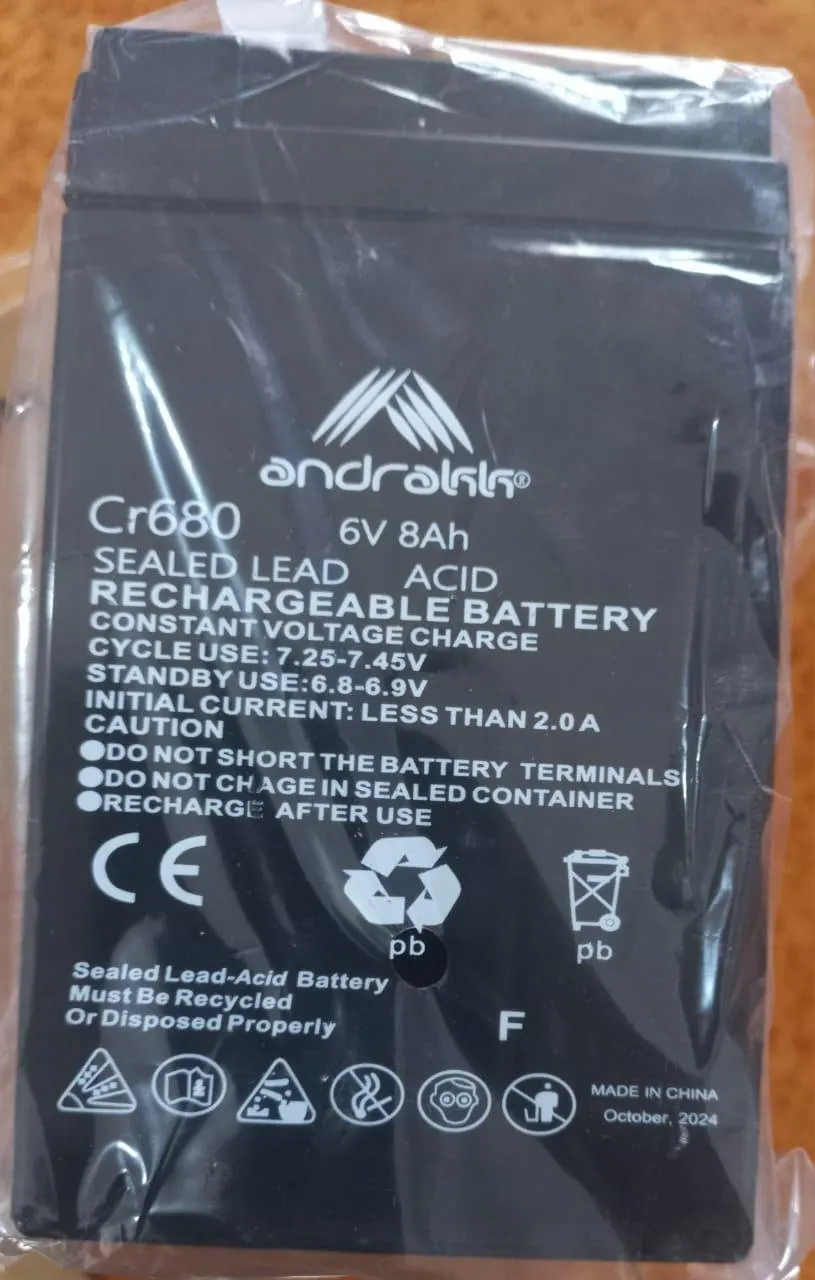 andrakk®
Cr680 6V 8Ah
SEALED LEAD ACID
RECHARGEABLE BATTERY
CONSTANT VOLTAGE CHARGE
CYCLE USE: 7.25-7.45V
STANDBY USE:6.8-6.9V
INITIAL CURRENT: LESS THAN 2.0 A
CAUTION
●DO NOT SHORT THE BATTERY TERMINALS
●DO NOT CHAGE IN SEALED CONTAINER
●RECHARGE AFTER USE
CE
pb pb
Sealed Lead-Acid Battery
Must Be Recycled
Or Disposed Properly
F
MADE IN CHINA
October, 2024